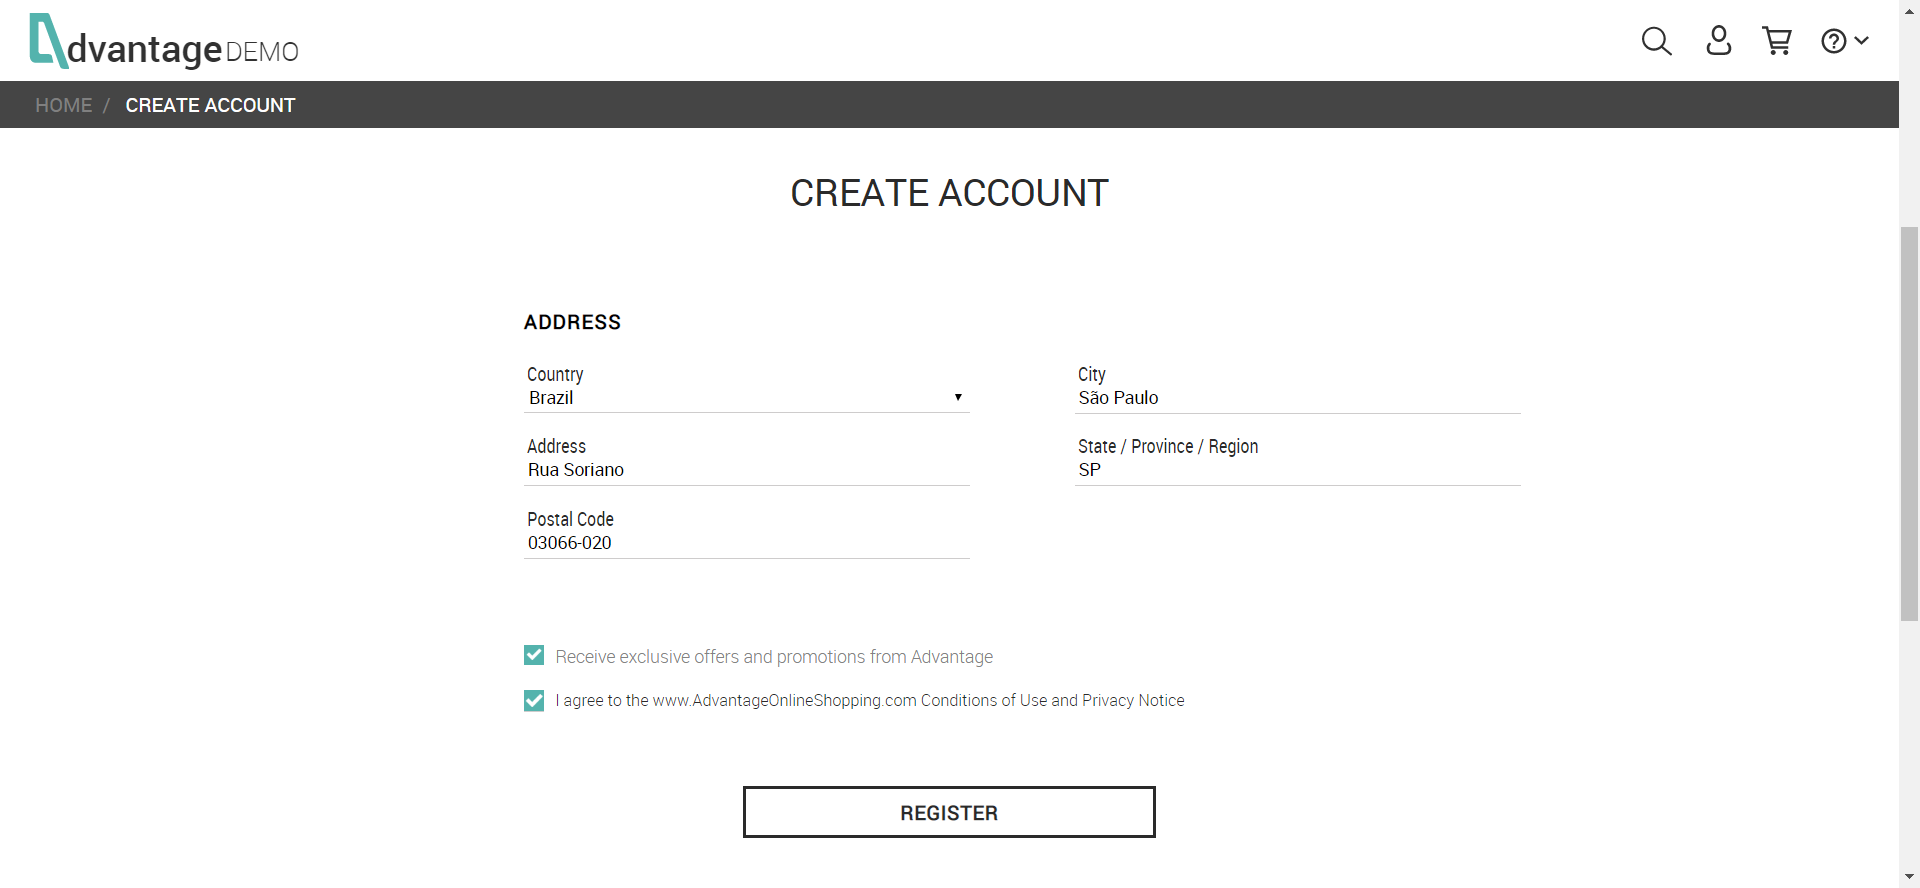 dvantage DEMO
HOME / CREATE ACCOUNT
CREATE ACCOUNT
ADDRESS
Country
Brazil
City
São Paulo
Address
Rua Soriano
State / Province / Region
SP
Postal Code
03066-020
Receive exclusive offers and promotions from Advantage
I agree to the www.AdvantageOnlineShopping.com Conditions of Use and Privacy Notice
REGISTER